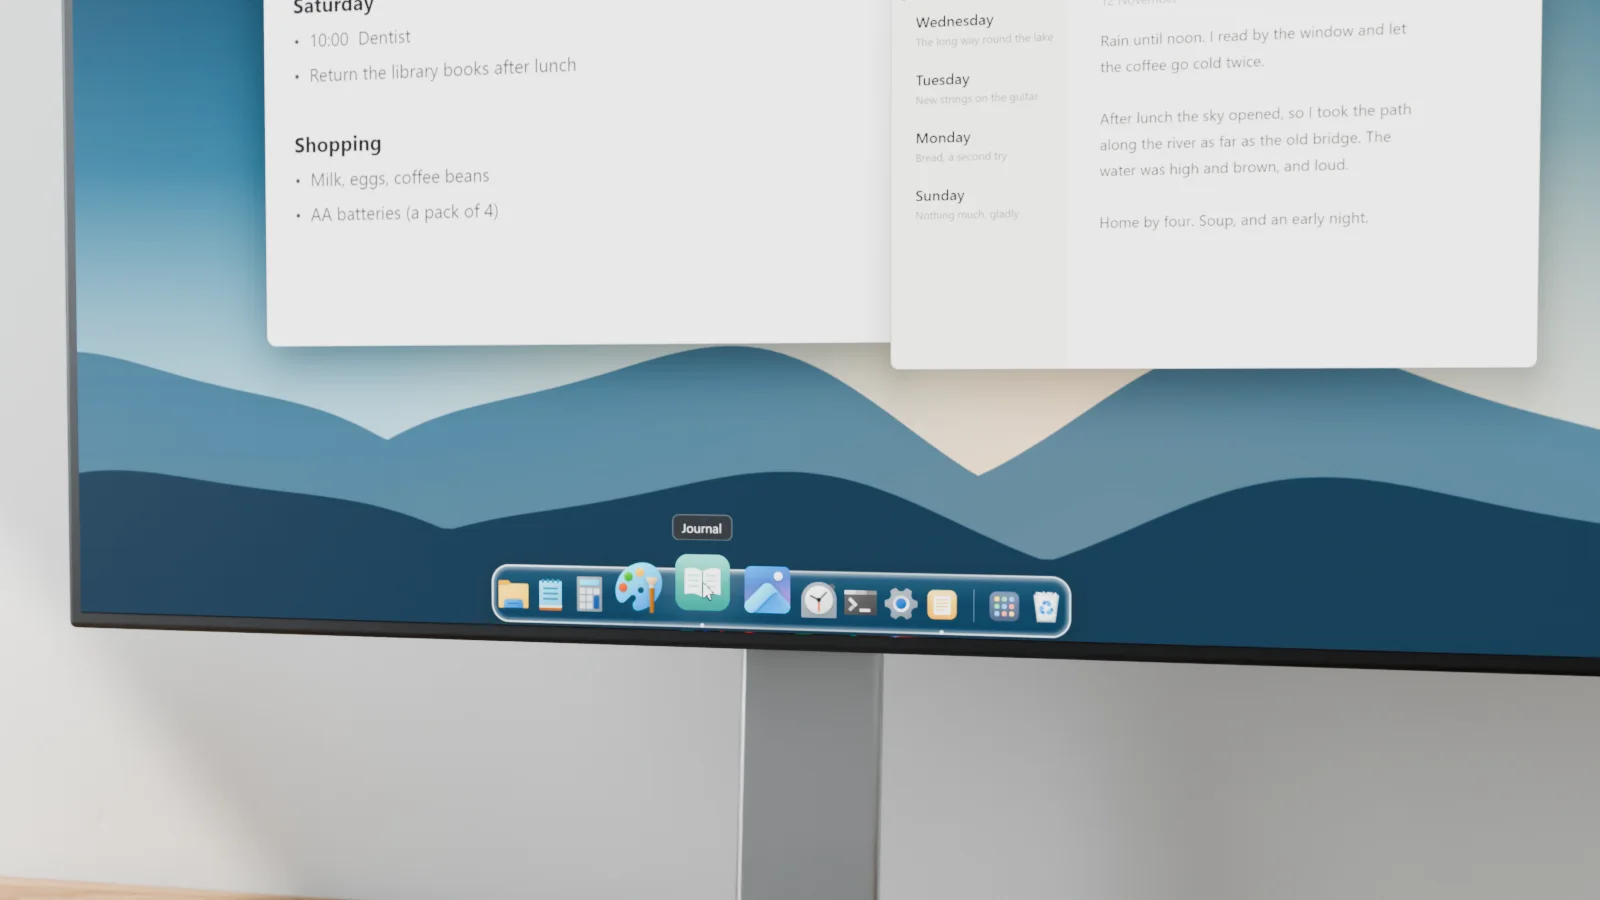 Saturday
• 10:00 Dentist
• Return the library books after lunch
Shopping
• Milk, eggs, coffee beans
• AA batteries (a pack of 4)
Wednesday
The long way round the lake
Tuesday
New strings on the guitar
Monday
Bread, a second try
Sunday
Nothing much, gladly
12 November
Rain until noon. I read by the window and let
the coffee go cold twice.
After lunch the sky opened, so I took the path
along the river as far as the old bridge. The
water was high and brown, and loud.
Home by four. Soup, and an early night.
Journal